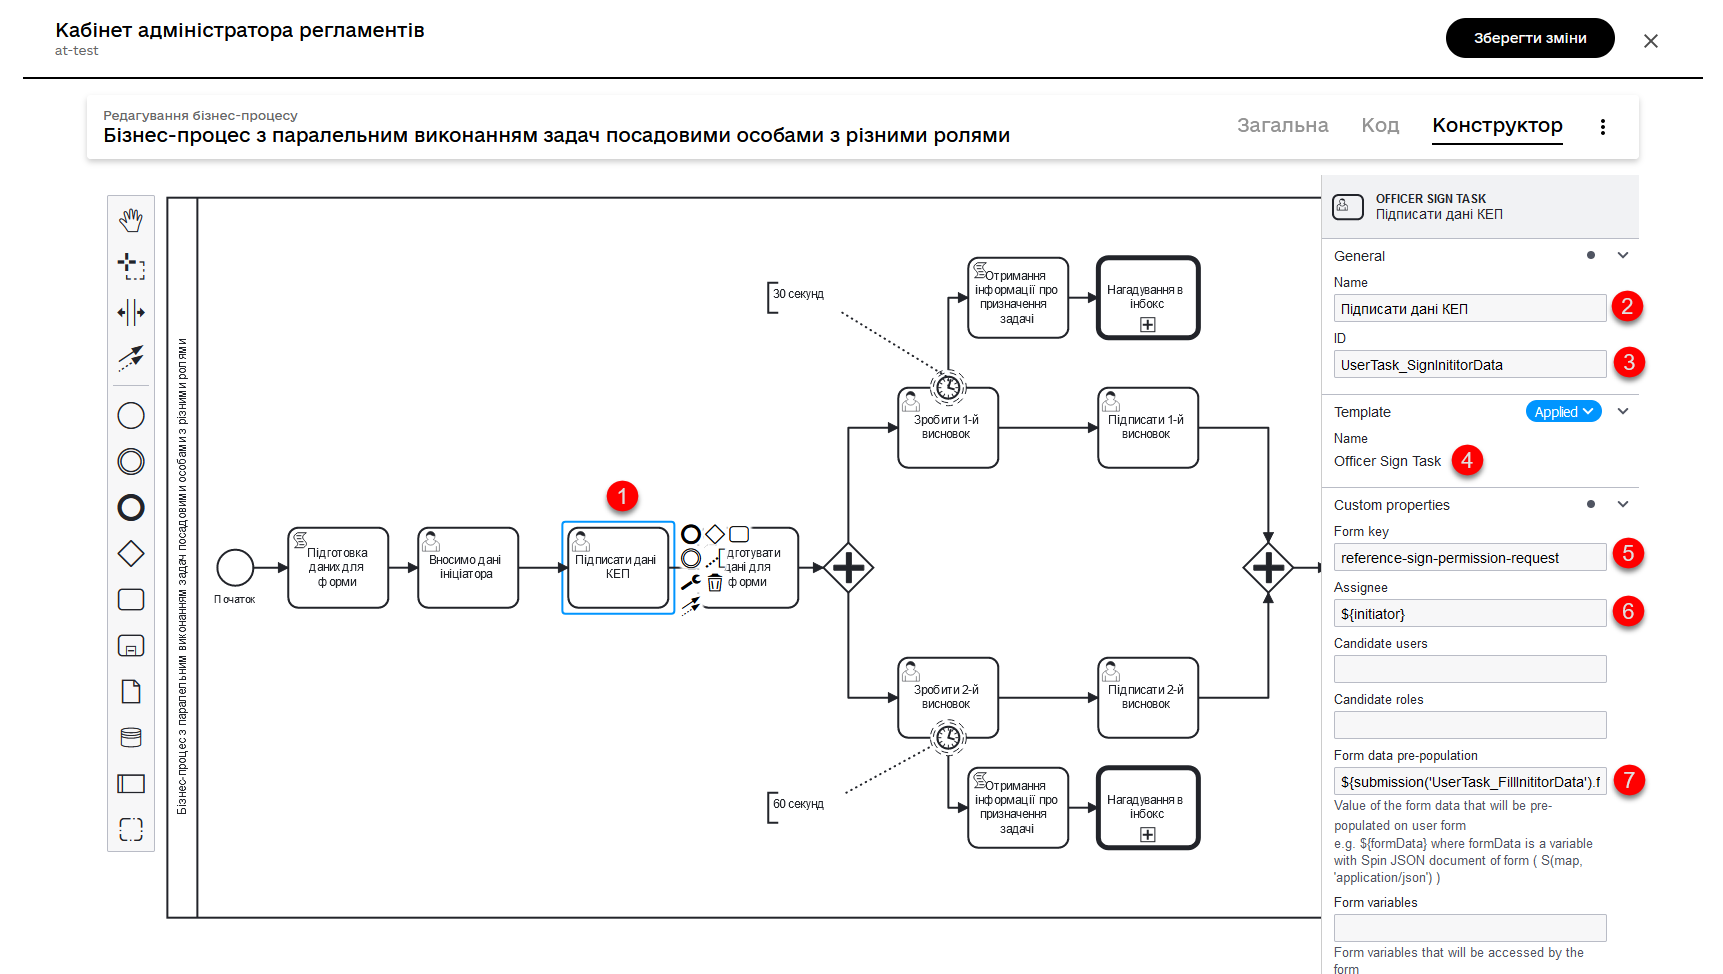 Кабінет адміністратора регламентів
at-test
Зберегти зміни
Редагування бізнес-процесу
Бізнес-процес з паралельним виконанням задач посадовими особами з різними ролями
Загальна
Код
Конструктор
Бізнес-процес з паралельним виконанням задач посадовими особами з різними ролями
Початок
Підготовка
даних для
форми
Вносимо дані
ініціатора
1
Підписати дані
КЕП
дготувати
дані для
форми
30 секунд
Отримання
інформації про
призначення
задачі
Нагадування в
інбокс
Зробити 1-й
висновок
Підписати 1-й
висновок
Зробити 2-й
висновок
Підписати 2-й
висновок
60 секунд
Отримання
інформації про
призначення
задачі
Нагадування в
інбокс
OFFICER SIGN TASK
Підписати дані КЕП
General
Name
Підписати дані КЕП
2
ID
UserTask_SignInititorData
3
Template
Applied
Name
Officer Sign Task
4
Custom properties
Form key
reference-sign-permission-request
5
Assignee
${initiator}
6
Candidate users
Candidate roles
Form data pre-population
${submission('UserTask_FillInititorData').f
7
Value of the form data that will be pre-
populated on user form
e.g. ${formData} where formData is a variable
with Spin JSON document of form ( S(map,
'application/json') )
Form variables
Form variables that will be accessed by the
form